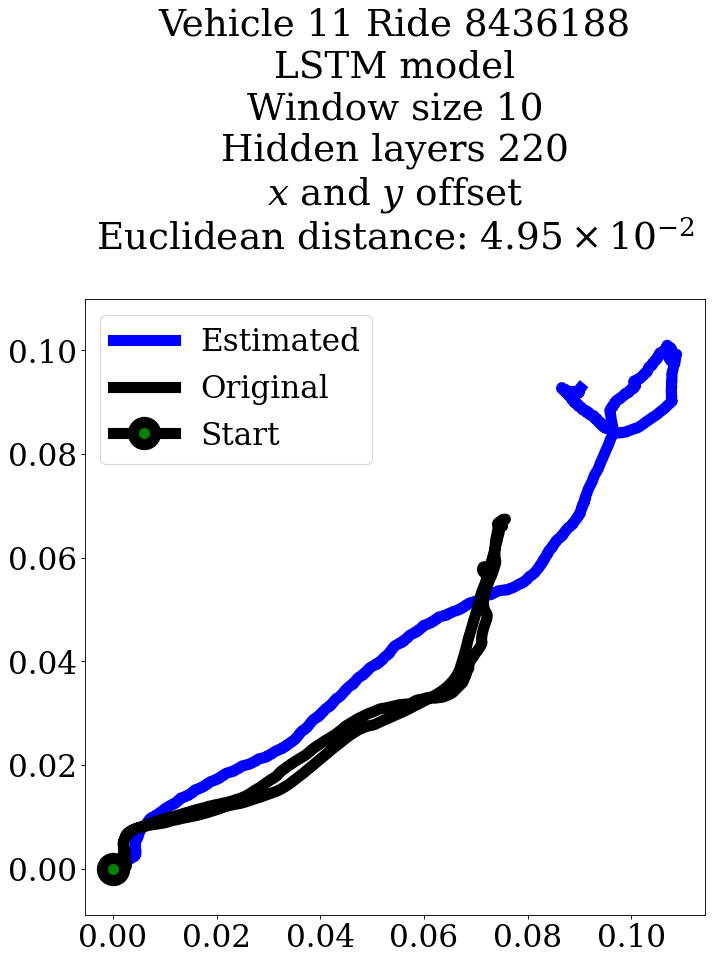 Vehicle 11 Ride 8436188
LSTM model
Window size 10
Hidden layers 220
x and y offset
Euclidean distance: 4.95 × 10⁻²
Estimated
Original
Start
0.10
0.08
0.06
0.04
0.02
0.00
0.00 0.02 0.04 0.06 0.08 0.10